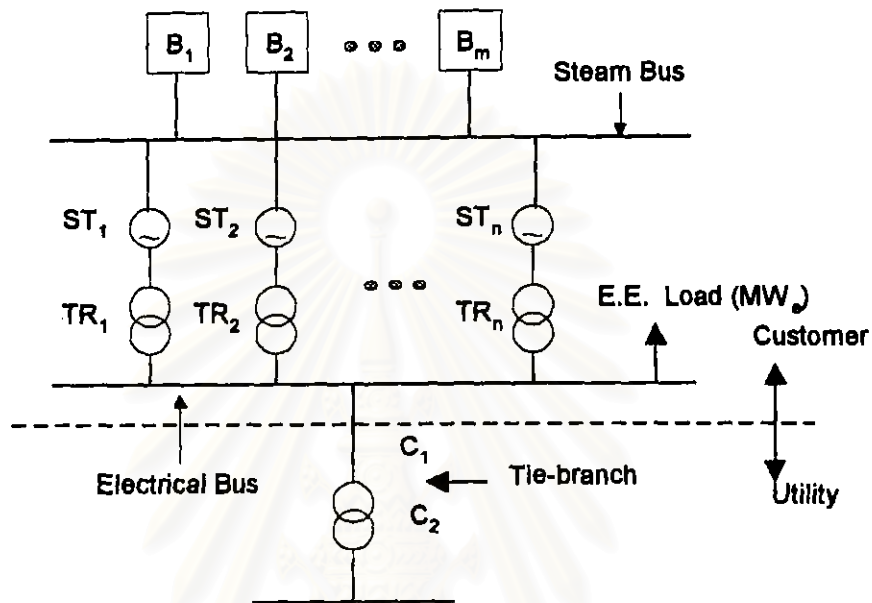 B1 B2 Bm
Steam Bus
ST1 ST2 STn
TR1 TR2 TRn
E.E. Load (MWe)
Customer
C1
Electrical Bus
Tie-branch
C2
Utility